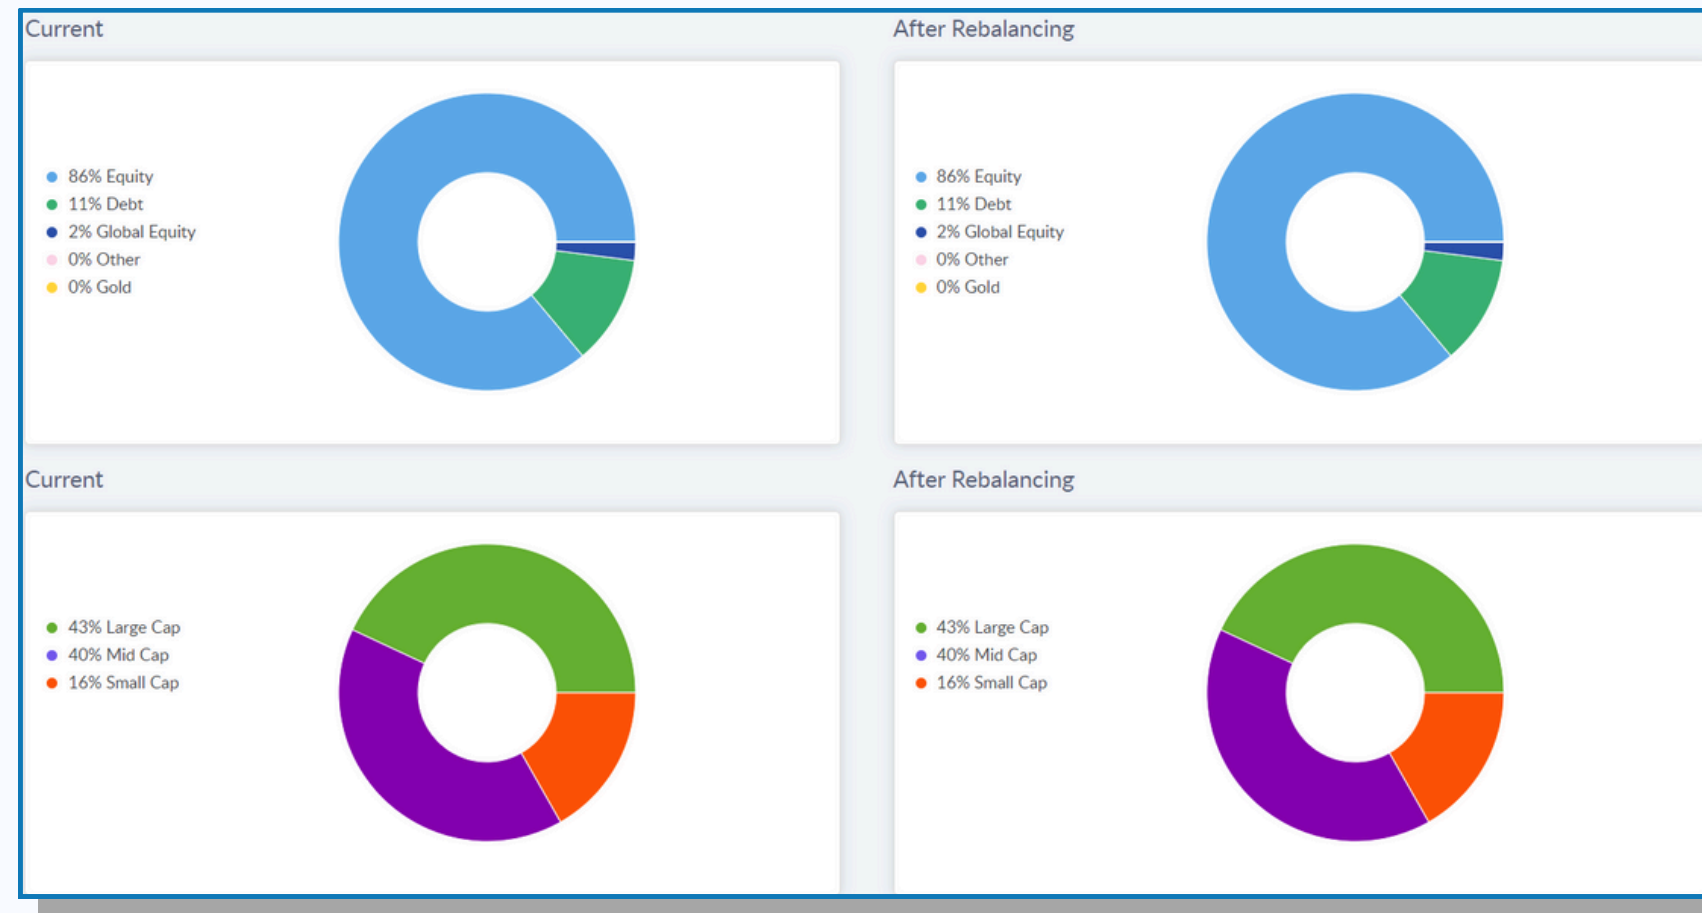 Current
86% Equity
11% Debt
2% Global Equity
0% Other
0% Gold
After Rebalancing
86% Equity
11% Debt
2% Global Equity
0% Other
0% Gold
Current
43% Large Cap
40% Mid Cap
16% Small Cap
After Rebalancing
43% Large Cap
40% Mid Cap
16% Small Cap